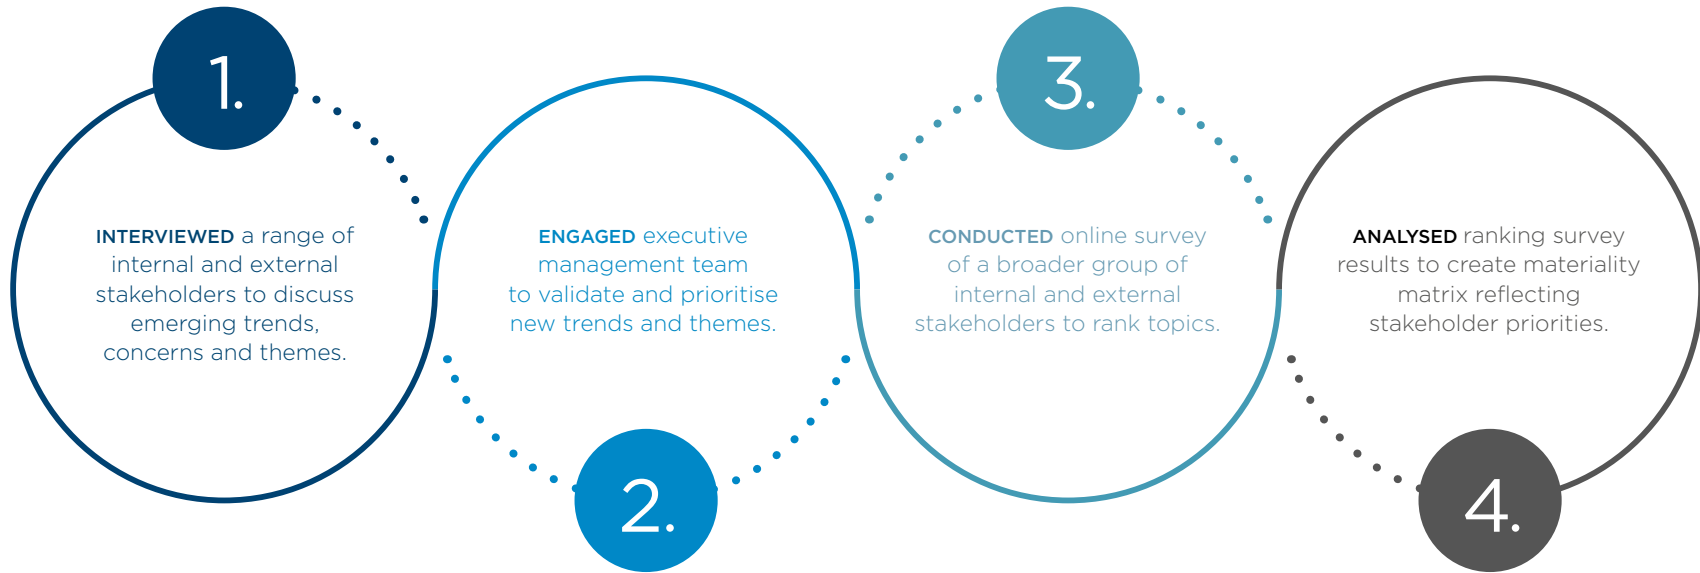 1.
INTERVIEWED a range of
internal and external
stakeholders to discuss
emerging trends,
concerns and themes.
2.
ENGAGED executive
management team
to validate and prioritise
new trends and themes.
3.
CONDUCTED online survey
of a broader group of
internal and external
stakeholders to rank topics.
4.
ANALYSED ranking survey
results to create materiality
matrix reflecting
stakeholder priorities.